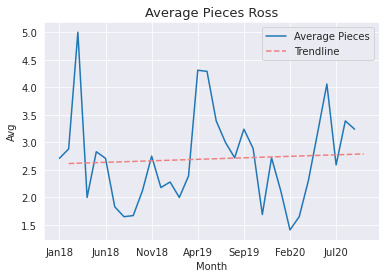 Average Pieces Ross
Average Pieces
Trendline
5.0
4.5
4.0
3.5
3.0
2.5
2.0
1.5
Avg
Jan18 Jun18 Nov18 Apr19 Sep19 Feb20 Jul20
Month